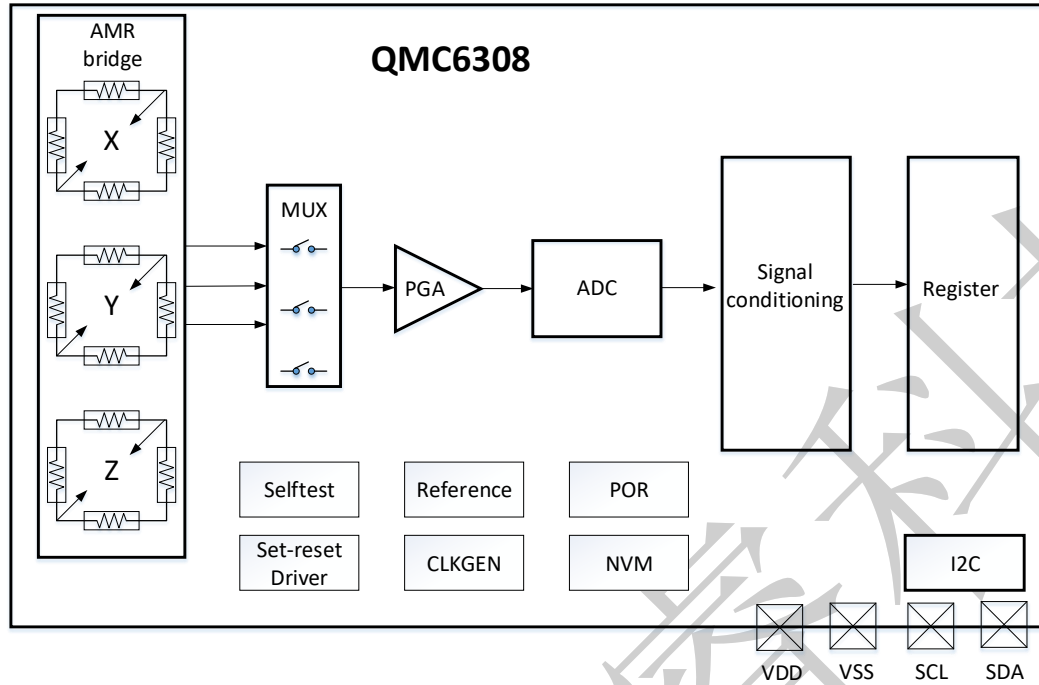 AMR
bridge
QMC6308
X
Y
Z
MUX
PGA
ADC
Signal
conditioning
Register
Selftest
Reference
POR
Set-reset
Driver
CLKGEN
NVM
I2C
VDD
VSS
SCL
SDA
科